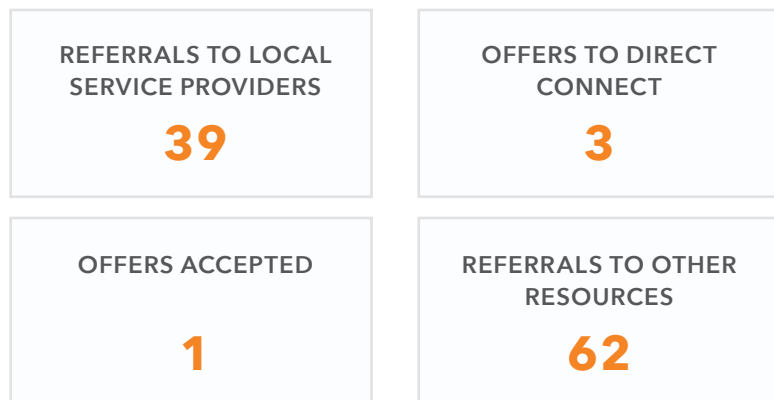 REFERRALS TO LOCAL
SERVICE PROVIDERS
39
OFFERS TO DIRECT
CONNECT
3
OFFERS ACCEPTED
1
REFERRALS TO OTHER
RESOURCES
62